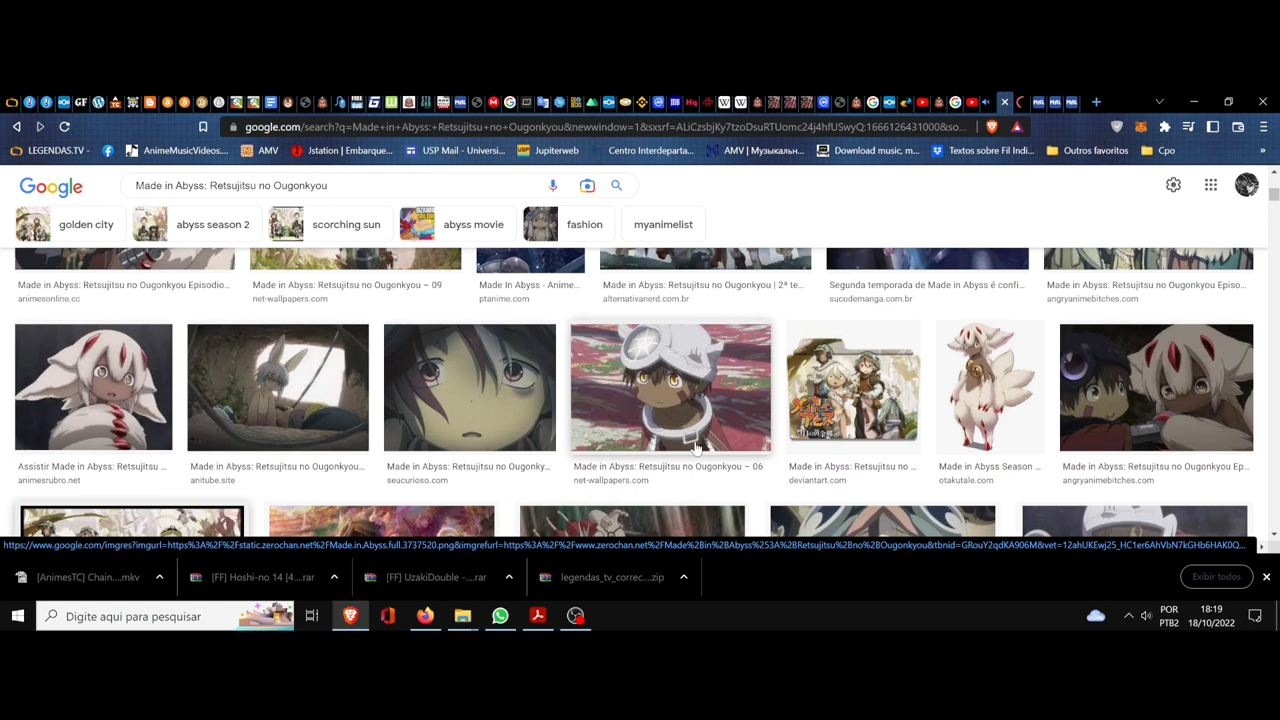 google.com/search?q=Made+in+Abyss:+Retsujitsu+no+Ougonkyou&newwindow=1&sxsrf=ALiCzsbjKy7tzoDsuRTUomc24j4hfUSWyQ:1666126431000&so...
LEGENDAS.TV - AnimeMusicVideos.... AMV Jstation | Embarque... USP Mail - Universi... Jupiterweb Centro Interdeparta... AMV | Музыкальн... Download music, m... Textos sobre Fil Indi... Outros favoritos Cpo »
Google Made in Abyss: Retsujitsu no Ougonkyou
golden city abyss season 2 scorching sun abyss movie fashion myanimelist
Made in Abyss: Retsujitsu no Ougonkyou Episodio... Made in Abyss: Retsujitsu no Ougonkyou – 09 Made In Abyss - Anime... Made in Abyss: Retsujitsu no Ougonkyou | 2ª te... Segunda temporada de Made in Abyss é confi... Made in Abyss: Retsujitsu no Ougonkyou Episo...
animesonline.cc net-wallpapers.com ptanime.com alternativanerd.com.br sucodemanga.com.br angryanimebitches.com
メイドインアビス
Assistir Made in Abyss: Retsujitsu ... Made in Abyss: Retsujitsu no Ougonkyou... Made in Abyss: Retsujitsu no Ougonky... Made in Abyss: Retsujitsu no Ougonkyou – 06 Made in Abyss: Retsujitsu no ... Made in Abyss Season ... Made in Abyss: Retsujitsu no Ougonkyou Ep...
animesrubro.net anitube.site seucurioso.com net-wallpapers.com deviantart.com otakutale.com angryanimebitches.com
https://www.google.com/imgres?imgurl=https%3A%2F%2Fstatic.zerochan.net%2FMade.in.Abyss.full.3737520.png&imgrefurl=https%3A%2F%2Fwww.zerochan.net%2FMade%2Bin%2BAbyss%253A%2BRetsujitsu%2Bno%2BOugonkyou&tbnid=GRouY2qdKA906M&vet=12ahUKEwj25_HC1er6AhVbN7kGHb6HAK0Q...
[AnimesTC] Chain....mkv [FF] Hoshi-no 14 [4....rar [FF] UzakiDouble -....rar legendas_tv_correc....zip Exibir todos
Digite aqui para pesquisar
POR 18:19
PTB2 18/10/2022